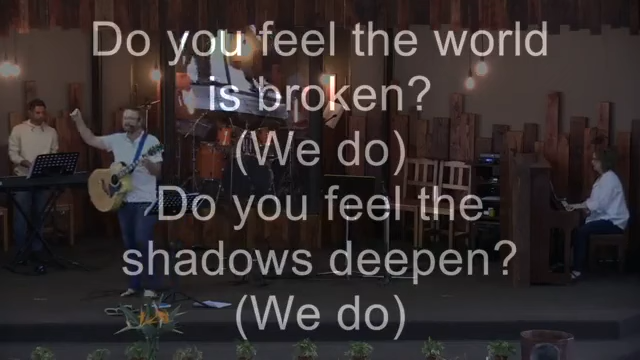 Do you feel the world
is broken?
(We do)
Do you feel the
shadows deepen?
(We do)